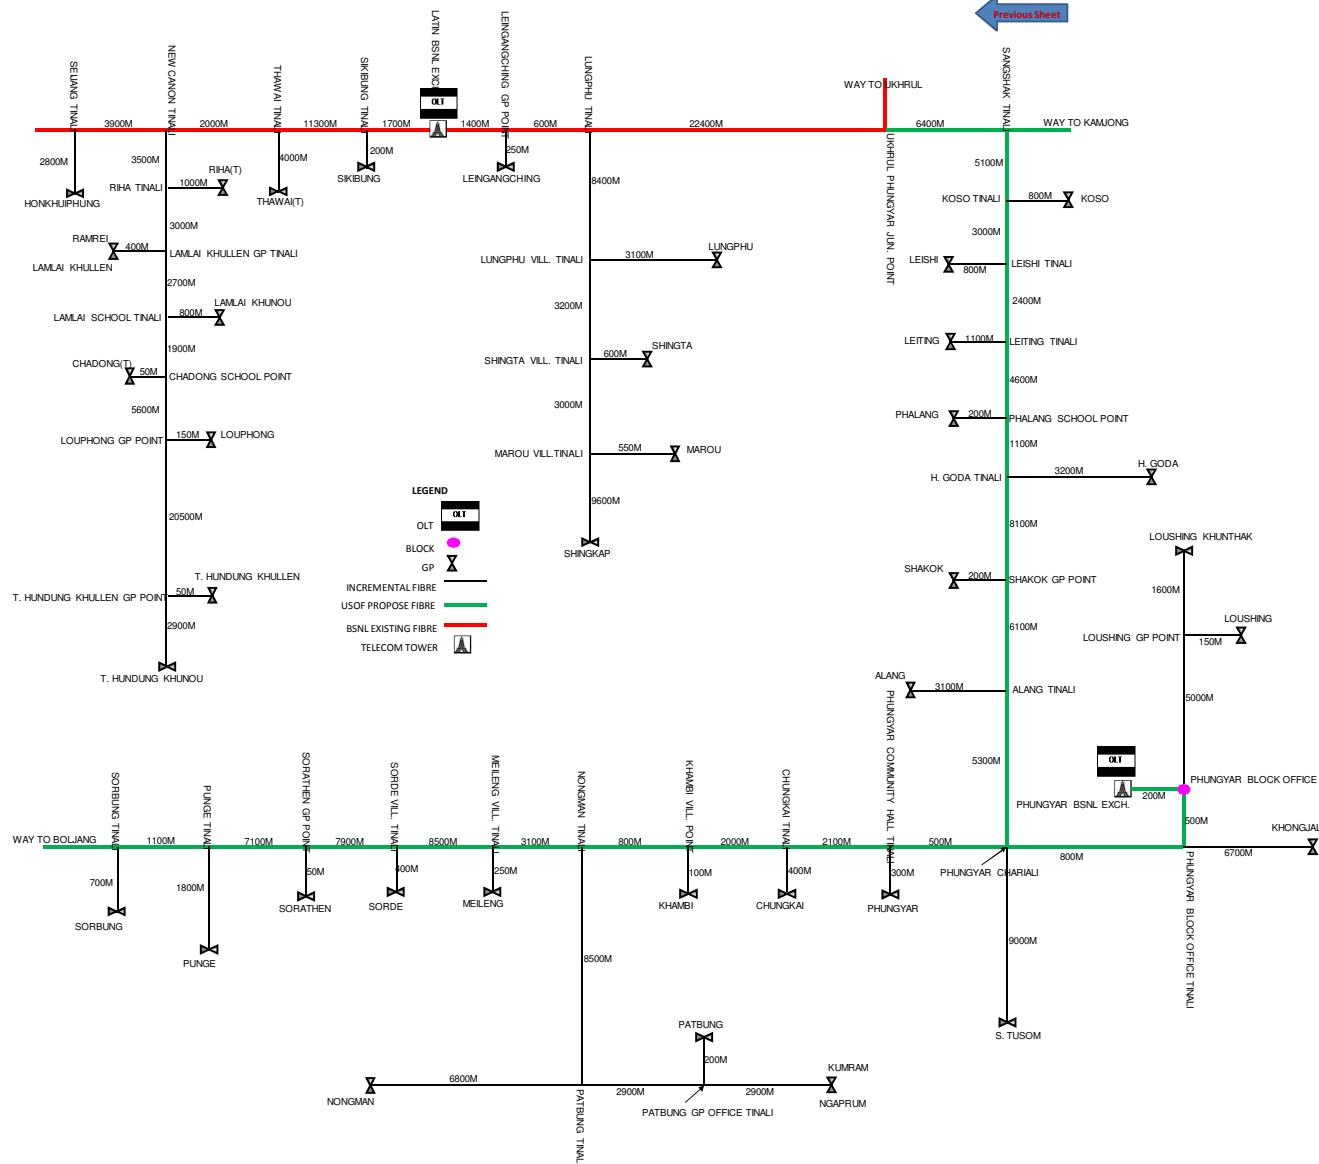 Previous Sheet
SEIJANG TINALI
NEW CANON TINALI
THAWAI TINALI
SIKIBUNG TINALI
LATIN BSNL EXCH
LEINGANGCHING GP POINT
LUNGPHU TINALI
WAY TO UKHRUL
SANGSHAK TINALI
OLT
3900M
2000M
11300M
1700M
1400M
600M
22400M
6400M
WAY TO KAMJONG
UKHRUL PHUNGYAR JUN. POINT
2800M
HONKHUIPHUNG
3500M
RIHA TINALI
1000M
RIHA(T)
4000M
THAWAI(T)
200M
SIKIBUNG
250M
LEINGANGCHING
3000M
RAMREI
400M
LAMLAI KHULLEN
LAMLAI KHULLEN GP TINALI
2700M
LAMLAI KHUNOU
800M
LAMLAI SCHOOL TINALI
1900M
CHADONG(T)
50M
CHADONG SCHOOL POINT
5600M
LOUPHONG GP POINT
150M
LOUPHONG
20500M
T. HUNDUNG KHULLEN
50M
T. HUNDUNG KHULLEN GP POINT
2900M
T. HUNDUNG KHUNOU
8400M
LUNGPHU VILL. TINALI
3100M
LUNGPHU
3200M
SHINGTA VILL. TINALI
600M
SHINGTA
3000M
MAROU VILL.TINALI
550M
MAROU
9600M
SHINGKAP
LEGEND
OLT
OLT
BLOCK
GP
INCREMENTAL FIBRE
USOF PROPOSE FIBRE
BSNL EXISTING FIBRE
TELECOM TOWER
5100M
KOSO TINALI
800M
KOSO
3000M
LEISHI
800M
LEISHI TINALI
2400M
LEITING
1100M
LEITING TINALI
4600M
PHALANG
200M
PHALANG SCHOOL POINT
1100M
H. GODA TINALI
3200M
H. GODA
8100M
SHAKOK
200M
SHAKOK GP POINT
6100M
ALANG
3100M
ALANG TINALI
5300M
LOUSHING KHUNTHAK
1600M
LOUSHING
LOUSHING GP POINT
150M
5000M
OLT
PHUNGYAR BLOCK OFFICE
200M
PHUNGYAR BSNL EXCH.
500M
KHONGJAL
6700M
WAY TO BOLJANG
SORBUNG TINALI
PUNGE TINALI
SORATHEN GP POINT
SORDE VILL. TINALI
MEILENG VILL. TINALI
NONGMAN TINALI
KHAMBI VILL. POINT
CHUNGKAI TINALI
PHUNGYAR COMMUNITY HALL TINALI
1100M
7100M
7900M
8500M
3100M
800M
2000M
2100M
500M
800M
PHUNGYAR CHARIALI
PHUNGYAR BLOCK OFFICE TINALI
700M
SORBUNG
1800M
PUNGE
50M
SORATHEN
400M
SORDE
250M
MEILENG
100M
KHAMBI
400M
CHUNGKAI
300M
PHUNGYAR
8500M
9000M
S. TUSOM
PATBUNG
200M
6800M
NONGMAN
2900M
2900M
KUMRAM
NGAPRUM
PATBUNG GP OFFICE TINALI
PATBUNG TINAL